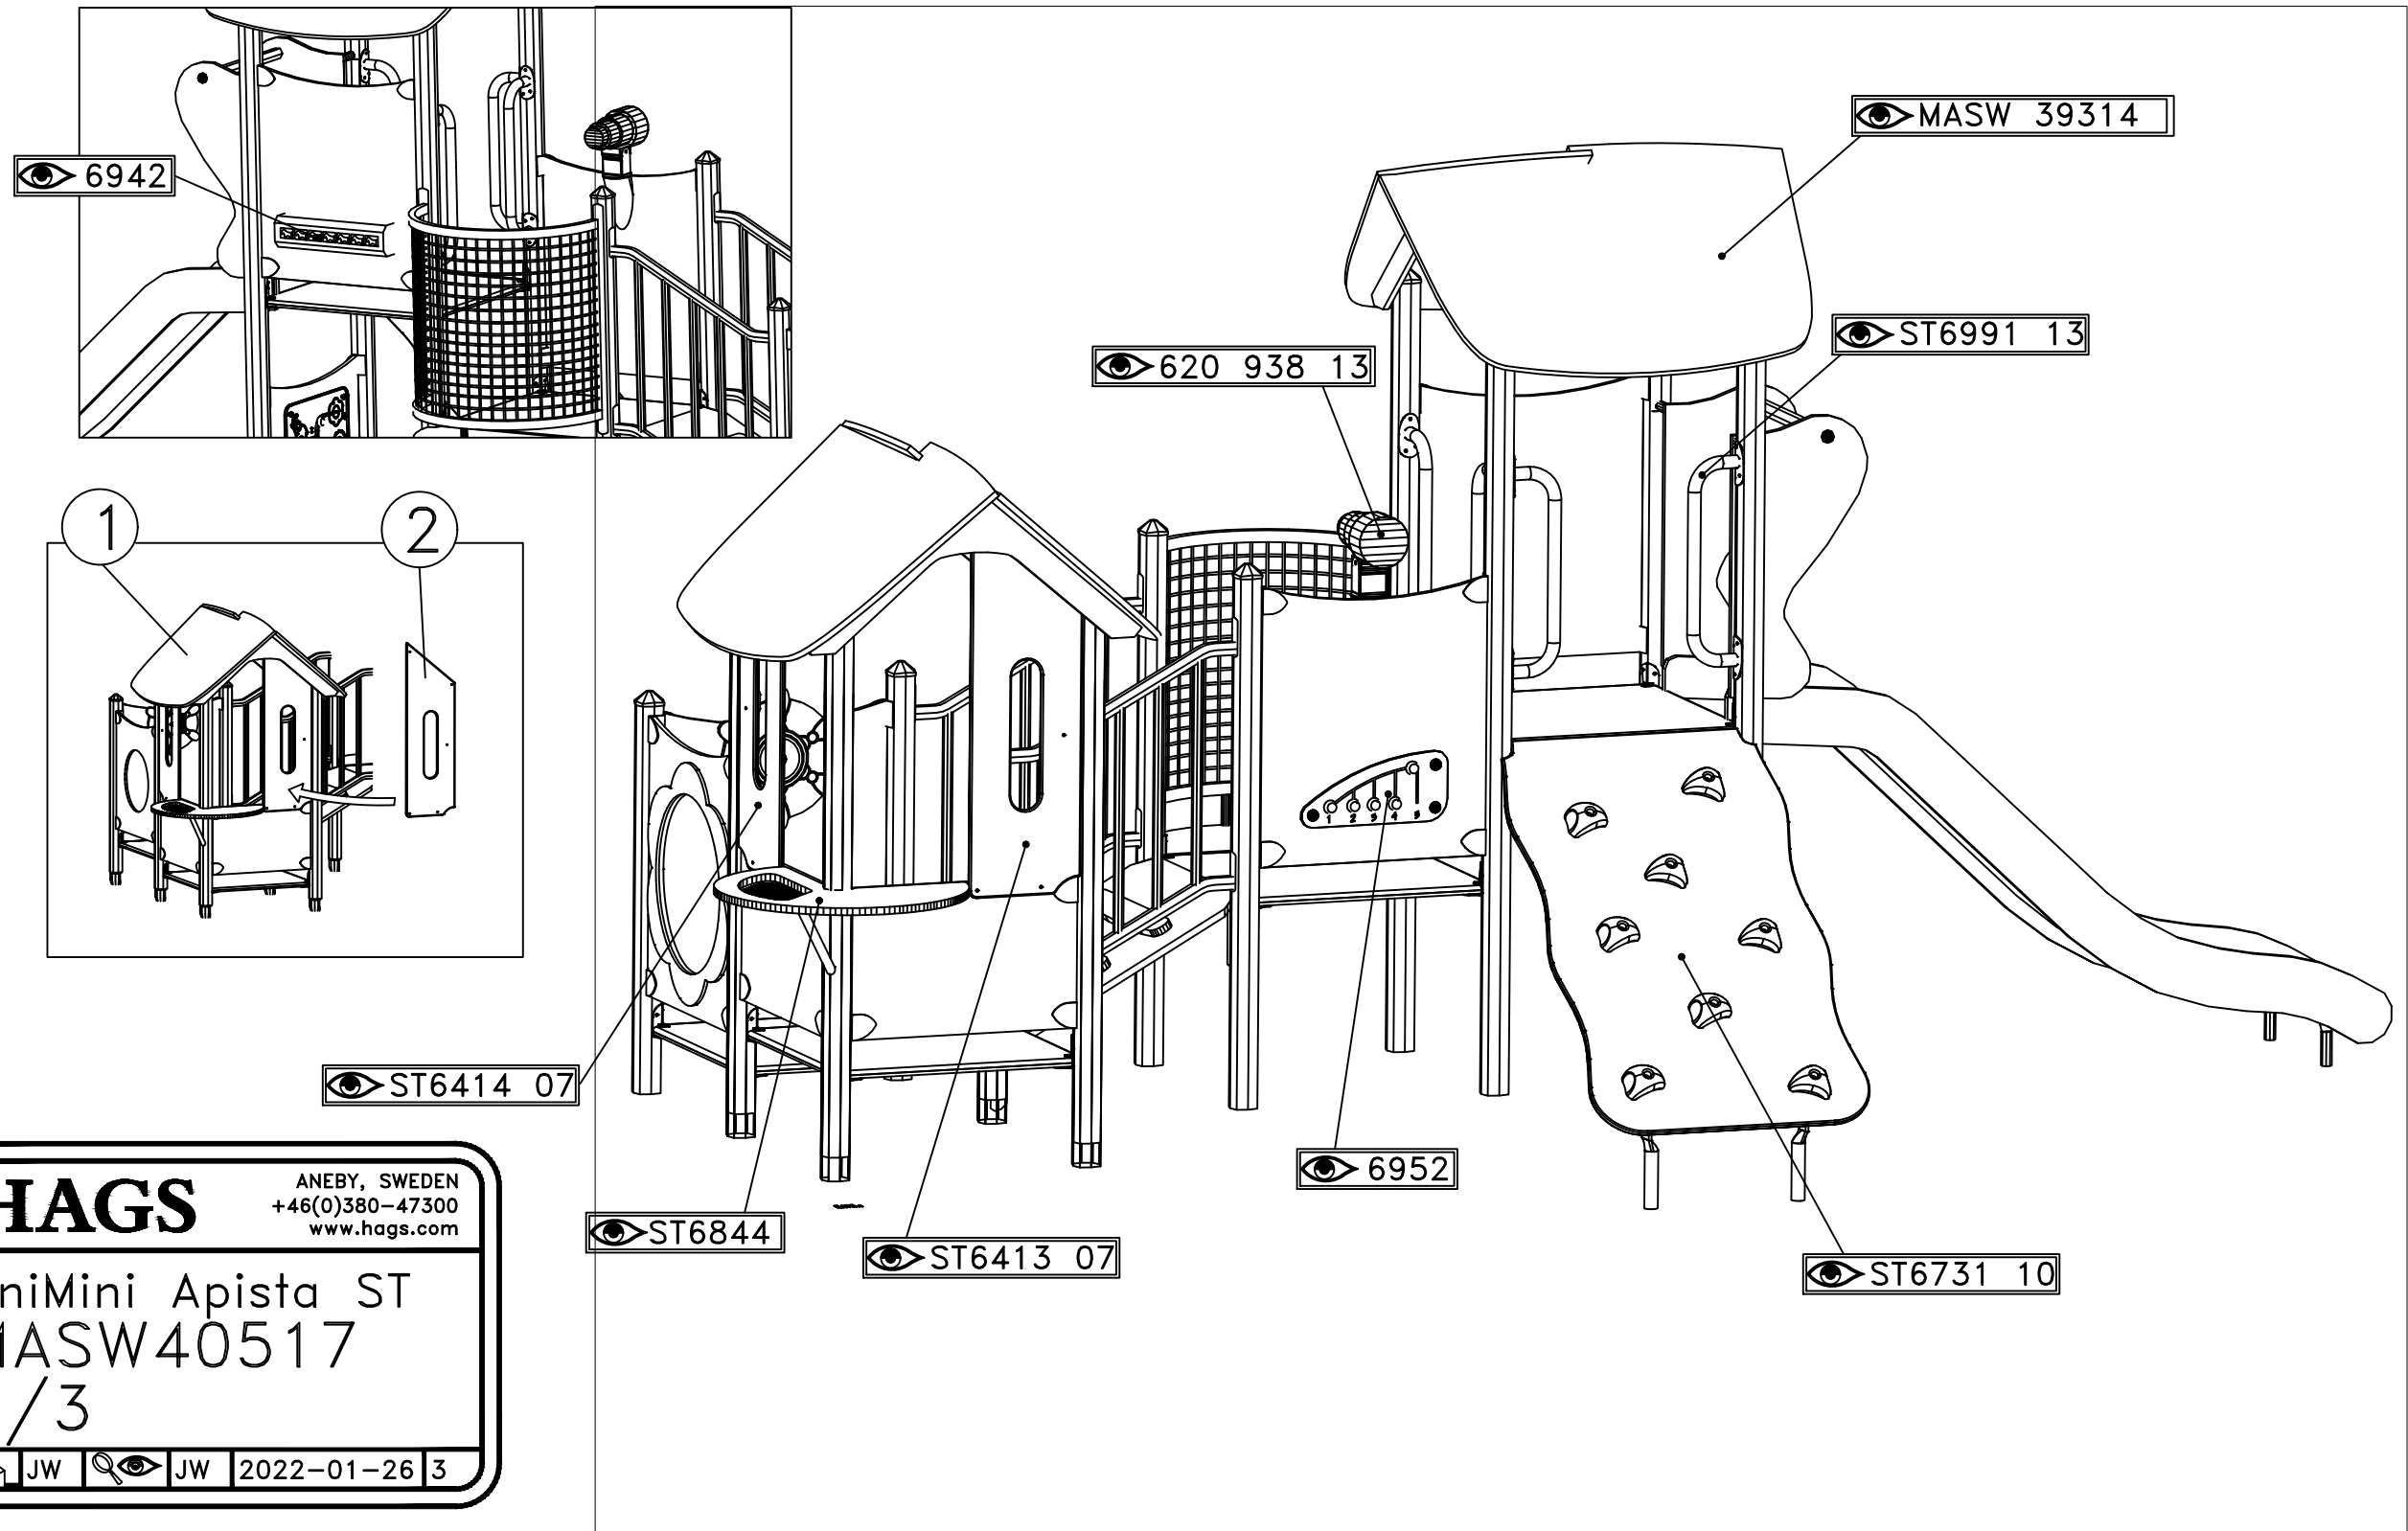 MASW 39314
6942
ST6991 13
620 938 13
1
2
1 2 3 4 5
ST6414 07
6952
ST6844
ST6413 07
ST6731 10
HAGS
ANEBY, SWEDEN
+46(0)380-47300
www.hags.com
niMini Apista ST
MASW40517
/3
JW JW 2022-01-26 3